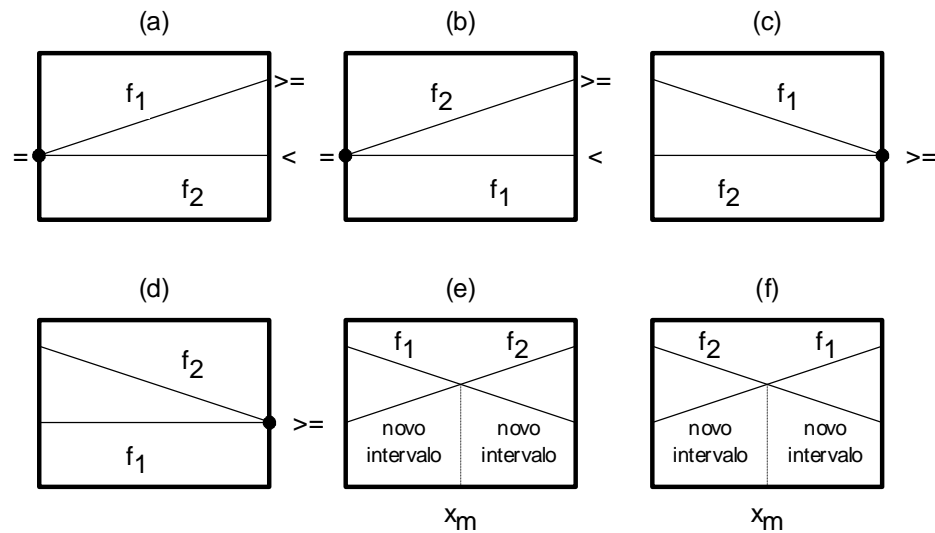 (a) (b) (c)
f1 >= f2 >= f1
= < = < >=
f2 f1 f2
(d) (e) (f)
f2 f1 f2 f2 f1
>=
f1 novo novo novo novo
intervalo intervalo intervalo intervalo
xm xm